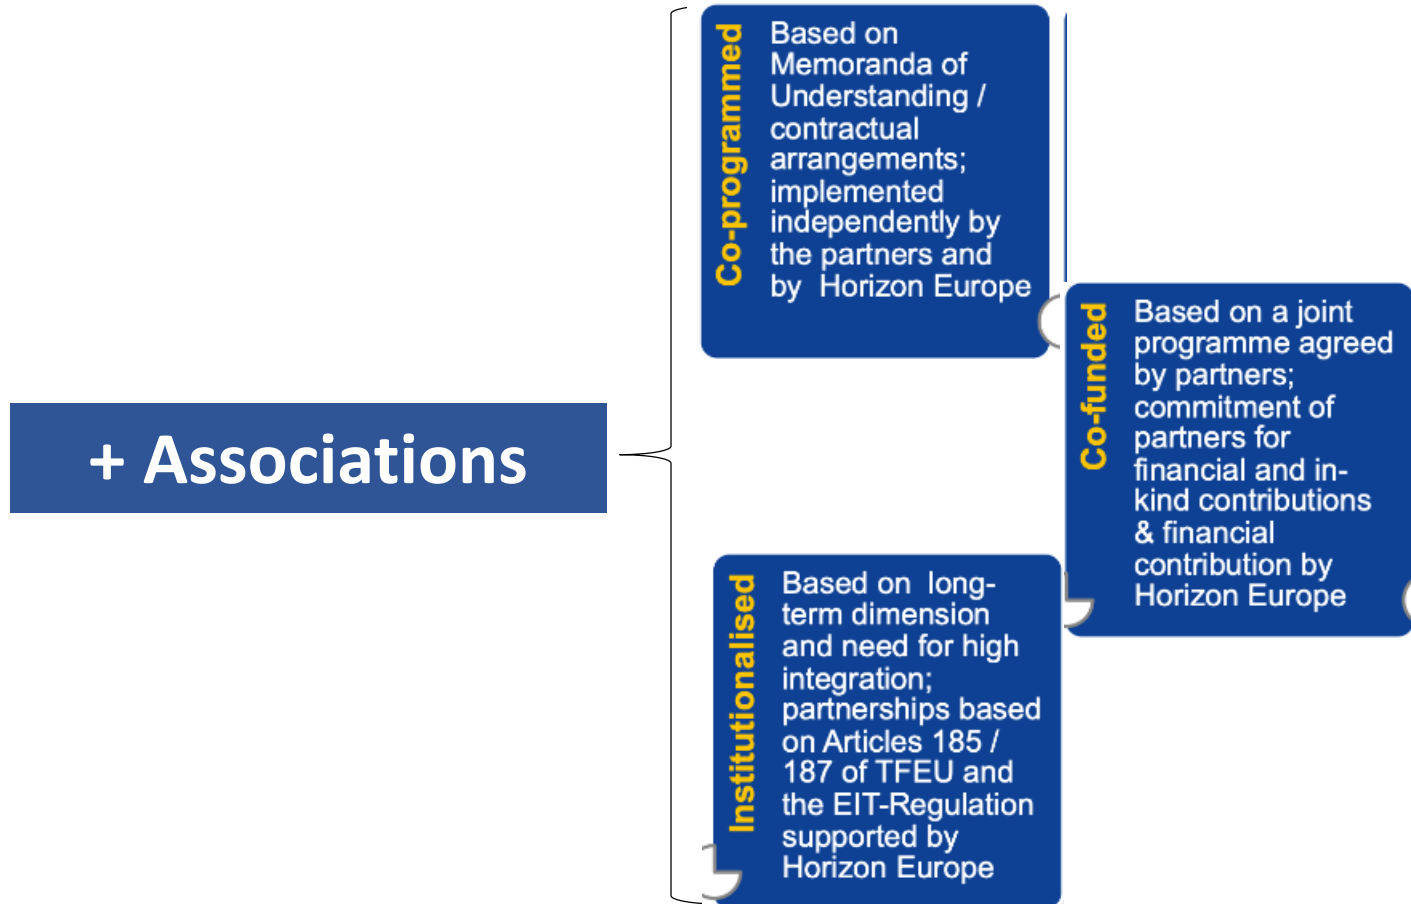 + Associations
Co-programmed
Based on
Memoranda of
Understanding /
contractual
arrangements;
implemented
independently by
the partners and
by Horizon Europe
Co-funded
Based on a joint
programme agreed
by partners;
commitment of
partners for
financial and in-
kind contributions
& financial
contribution by
Horizon Europe
Institutionalised
Based on long-
term dimension
and need for high
integration;
partnerships based
on Articles 185 /
187 of TFEU and
the EIT-Regulation
supported by
Horizon Europe